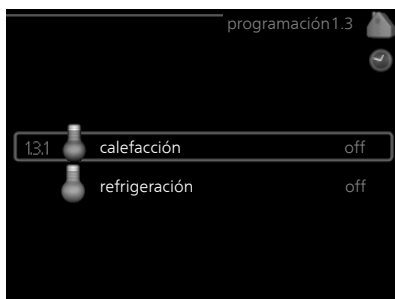 programación 1.3
1.3.1 calefacción off
refrigeración off